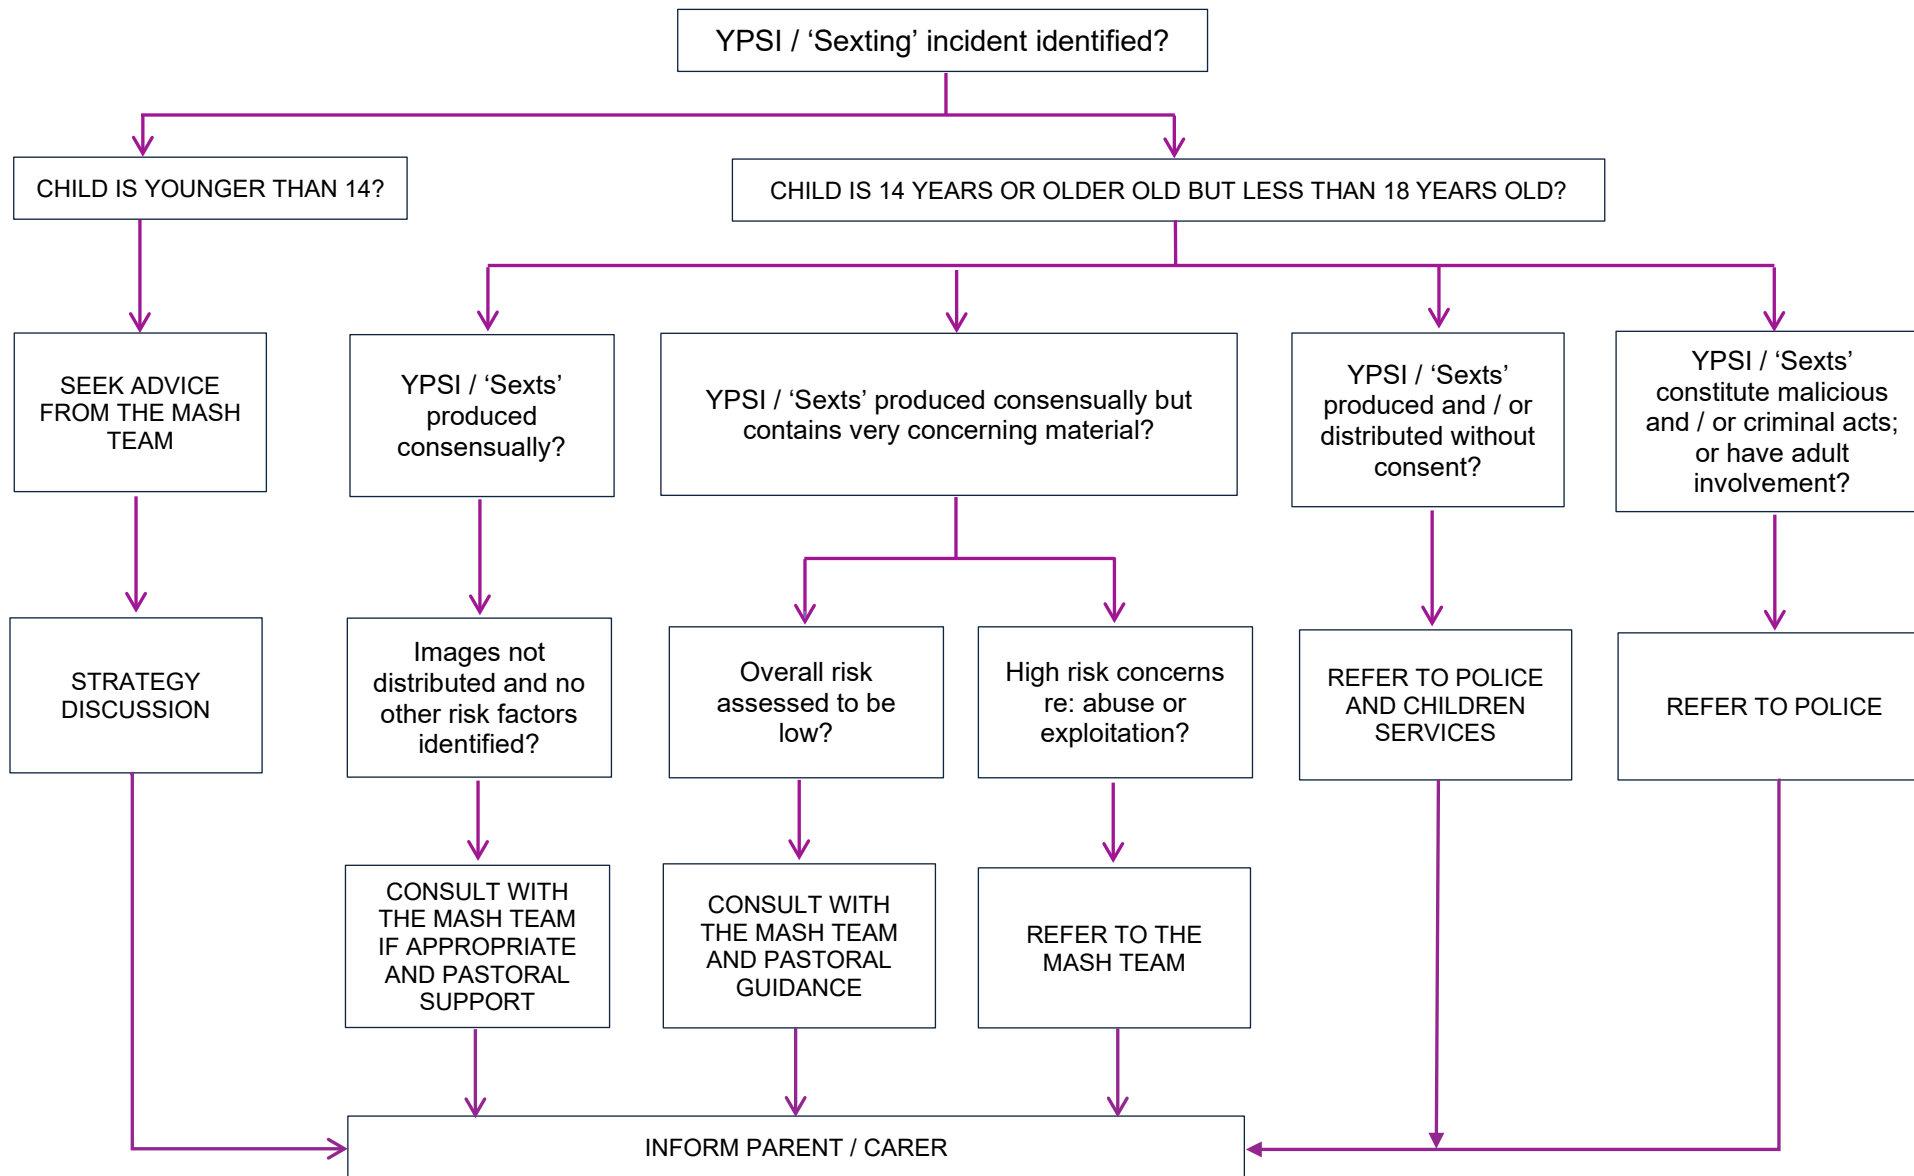 YPSI / ‘Sexting’ incident identified?
CHILD IS YOUNGER THAN 14?
CHILD IS 14 YEARS OR OLDER OLD BUT LESS THAN 18 YEARS OLD?
SEEK ADVICE
FROM THE MASH
TEAM
YPSI / ‘Sexts’
produced
consensually?
YPSI / ‘Sexts’ produced consensually but
contains very concerning material?
YPSI / ‘Sexts’
produced and / or
distributed without
consent?
YPSI / ‘Sexts’
constitute malicious
and / or criminal acts;
or have adult
involvement?
STRATEGY
DISCUSSION
Images not
distributed and no
other risk factors
identified?
Overall risk
assessed to be
low?
High risk concerns
re: abuse or
exploitation?
REFER TO POLICE
AND CHILDREN
SERVICES
REFER TO POLICE
CONSULT WITH
THE MASH TEAM
IF APPROPRIATE
AND PASTORAL
SUPPORT
CONSULT WITH
THE MASH TEAM
AND PASTORAL
GUIDANCE
REFER TO THE
MASH TEAM
INFORM PARENT / CARER